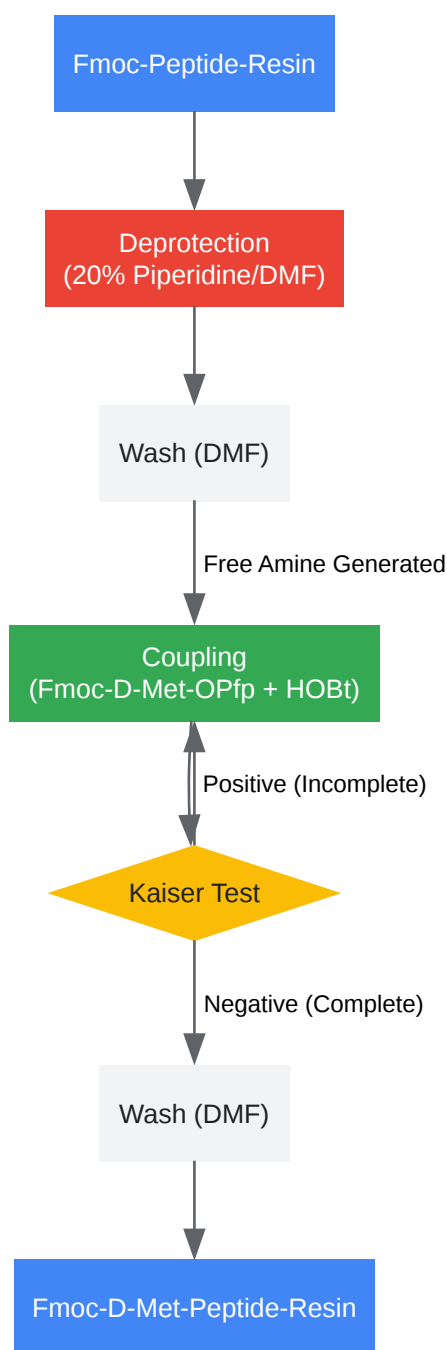 Fmoc-Peptide-Resin
Deprotection
(20% Piperidine/DMF)
Wash (DMF)
Free Amine Generated
Coupling
(Fmoc-D-Met-OPfp + HOBt)
Positive (Incomplete)
Kaiser Test
Negative (Complete)
Wash (DMF)
Fmoc-D-Met-Peptide-Resin